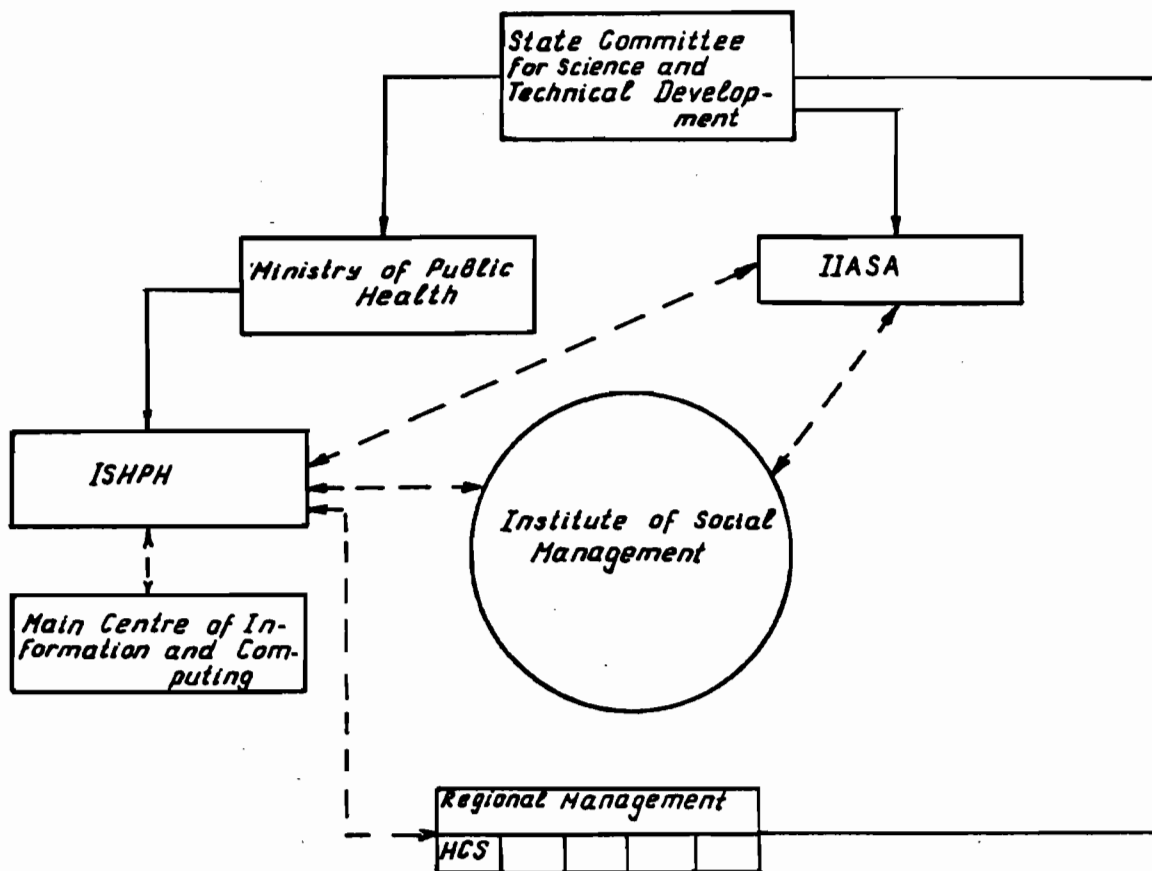 State Committee
for Science and
Technical Develop-
ment
Ministry of Public
Health
IIASA
ISHPH
Institute of Social
Management
Main Centre of In-
formation and Com-
puting
Regional Management
HCS